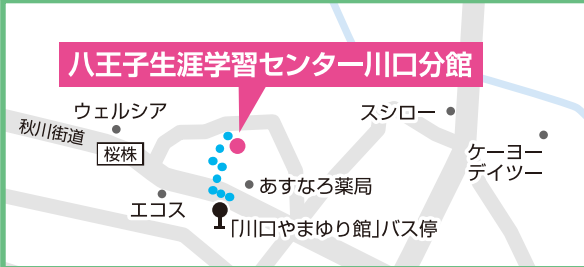 八王子生涯学習センター川口分館
ウェルシア
スシロー
秋川街道
桜株
ケーヨー
デイツー
あすなろ薬局
エコス
「川口やまゆり館」バス停